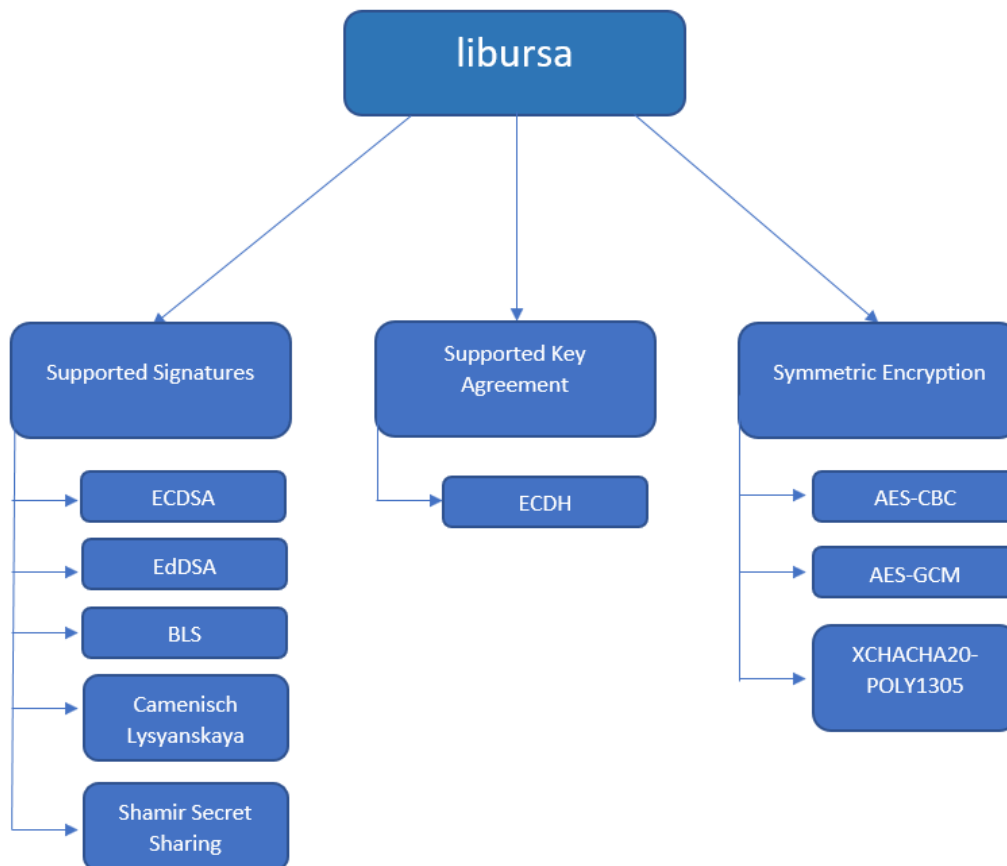 libursa
Supported Signatures
ECDSA
EdDSA
BLS
Camenisch
Lysyanskaya
Shamir Secret
Sharing
Supported Key
Agreement
ECDH
Symmetric Encryption
AES-CBC
AES-GCM
XCHACHA20-
POLY1305